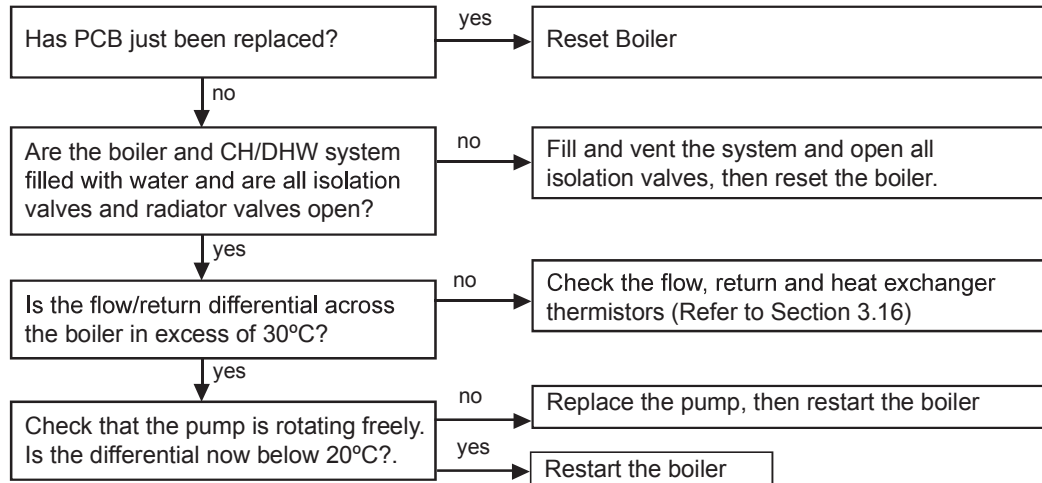 Has PCB just been replaced?
yes
Reset Boiler
no
Are the boiler and CH/DHW system
filled with water and are all isolation
valves and radiator valves open?
no
Fill and vent the system and open all
isolation valves, then reset the boiler.
yes
Is the flow/return differential across
the boiler in excess of 30ºC?
no
Check the flow, return and heat exchanger
thermistors (Refer to Section 3.16)
yes
Check that the pump is rotating freely.
Is the differential now below 20ºC?.
no
Replace the pump, then restart the boiler
yes
Restart the boiler